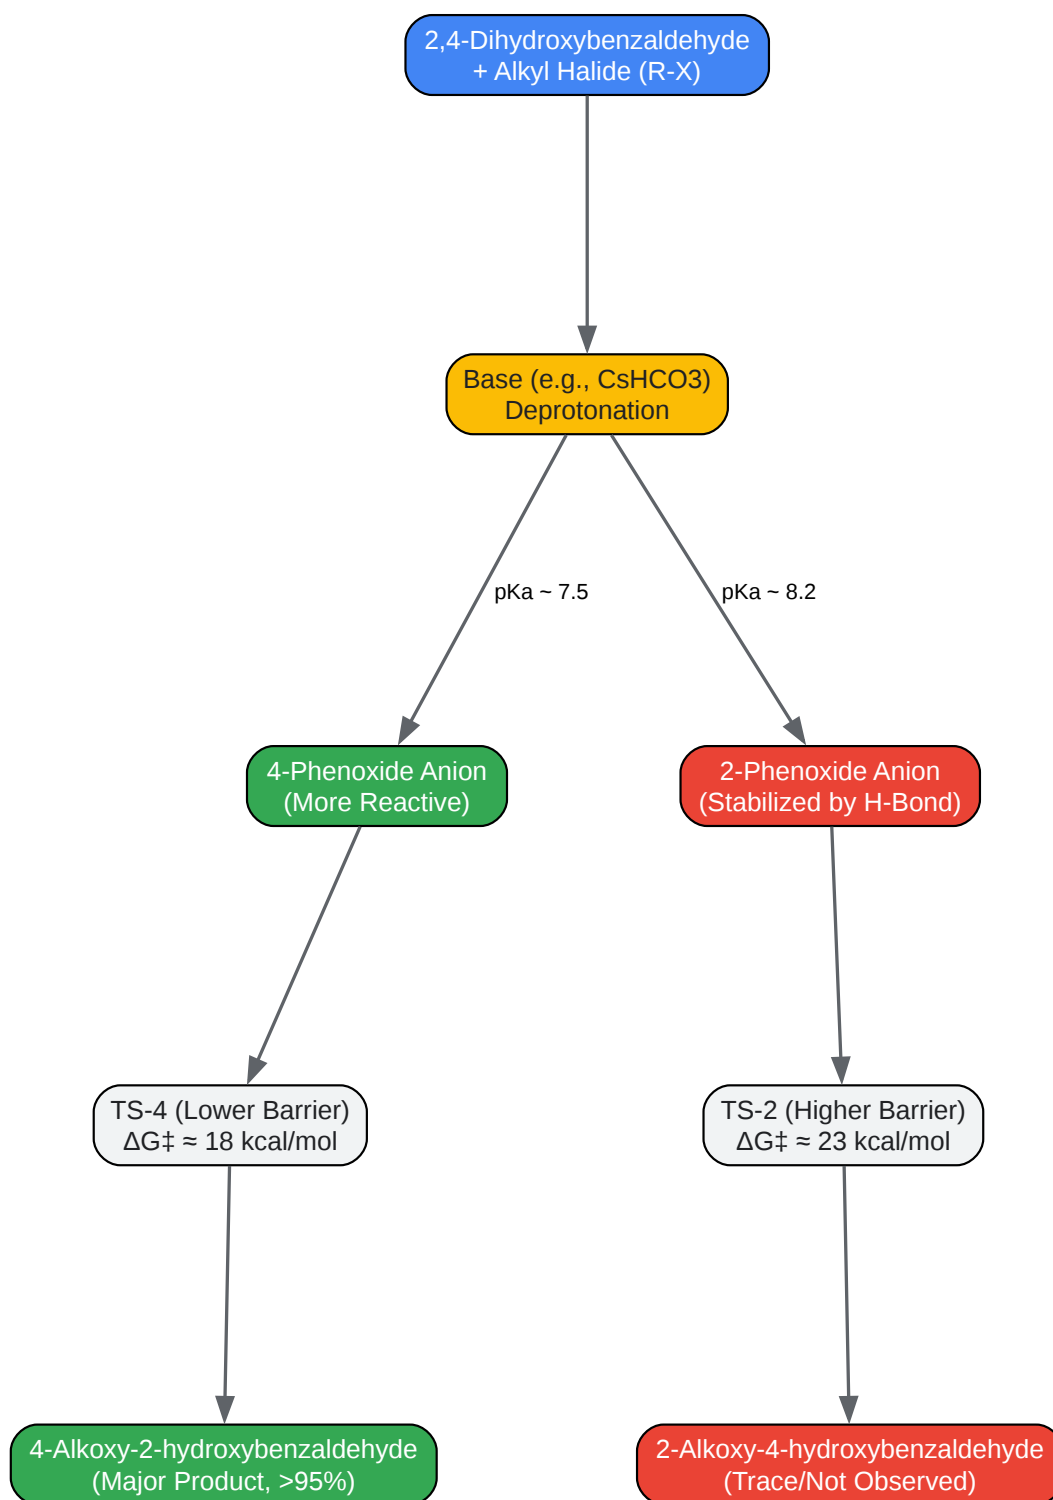 2,4-Dihydroxybenzaldehyde
+ Alkyl Halide (R-X)
Base (e.g., CsHCO3)
Deprotonation
pKa ~ 7.5
pKa ~ 8.2
4-Phenoxide Anion
(More Reactive)
2-Phenoxide Anion
(Stabilized by H-Bond)
TS-4 (Lower Barrier)
ΔG‡ ≈ 18 kcal/mol
TS-2 (Higher Barrier)
ΔG‡ ≈ 23 kcal/mol
4-Alkoxy-2-hydroxybenzaldehyde
(Major Product, >95%)
2-Alkoxy-4-hydroxybenzaldehyde
(Trace/Not Observed)